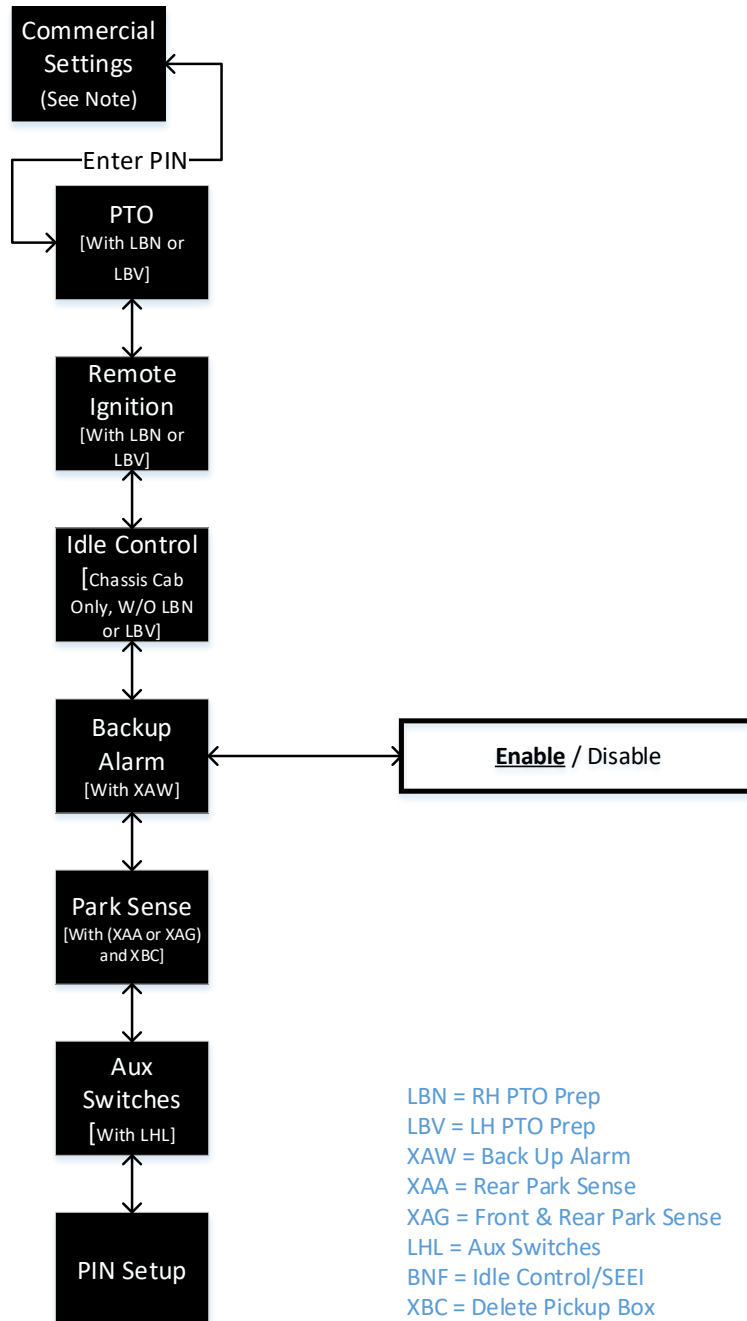 Commercial
Settings
(See Note)
Enter PIN
PTO
[With LBN or
LBV]
Remote
Ignition
[With LBN or
LBV]
Idle Control
[Chassis Cab
Only, W/O LBN
or LBV]
Backup
Alarm
[With XAW]
Enable / Disable
Park Sense
[With (XAA or XAG)
and XBC]
Aux
Switches
[With LHL]
PIN Setup
LBN = RH PTO Prep
LBV = LH PTO Prep
XAW = Back Up Alarm
XAA = Rear Park Sense
XAG = Front & Rear Park Sense
LHL = Aux Switches
BNF = Idle Control/SEEI
XBC = Delete Pickup Box